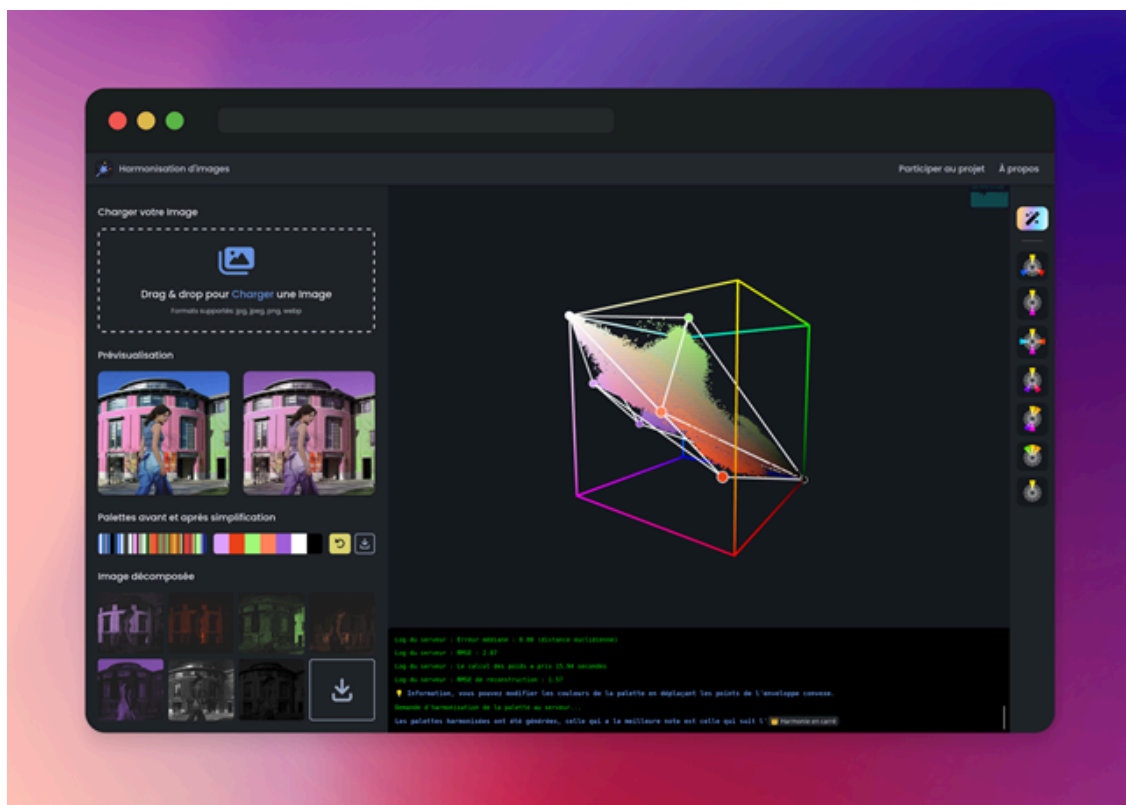 Harmonisation d'images
Participer au projet
À propos
Charger votre Image
Drag & drop pour Charger une Image
Formats supportés: jpg, jpeg, png, webp
Prévisualisation
Palettes avant et après simplification
Image décomposée
Log du serveur : Erreur médiane : 0.00 (distance euclidienne)
Log du serveur : RMSE : 2.67
Log du serveur : Le calcul des poids a pris 15.94 secondes
Log du serveur : RMSE de reconstruction : 1.57
Information, vous pouvez modifier les couleurs de la palette en déplaçant les points de l'enveloppe convexe.
Demande d'harmonisation de la palette au serveur...
Les palettes harmonisées ont été générées, celle qui a la meilleure note est celle qui suit l' Harmonie en carré